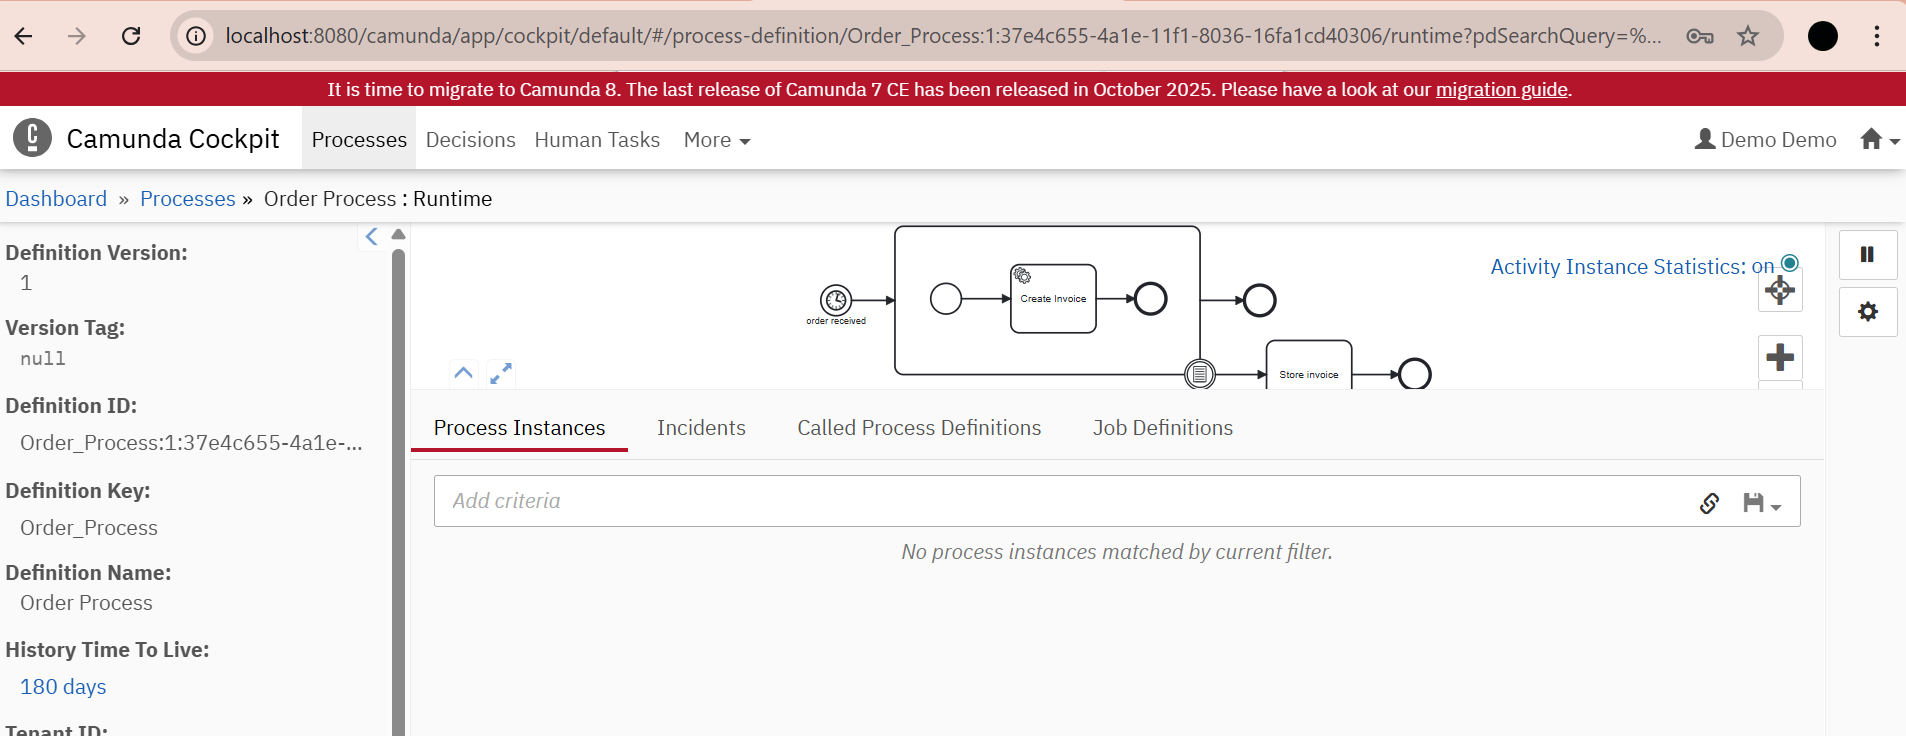 localhost:8080/camunda/app/cockpit/default/#/process-definition/Order_Process:1:37e4c655-4a1e-11f1-8036-16fa1cd40306/runtime?pdSearchQuery=%...
It is time to migrate to Camunda 8. The last release of Camunda 7 CE has been released in October 2025. Please have a look at our migration guide.
Camunda Cockpit Processes Decisions Human Tasks More Demo Demo
Dashboard » Processes » Order Process : Runtime
Definition Version:
1
Version Tag:
null
Definition ID:
Order_Process:1:37e4c655-4a1e-...
Definition Key:
Order_Process
Definition Name:
Order Process
History Time To Live:
180 days
Tenant ID:
Activity Instance Statistics: on
order received
Create Invoice
Store invoice
Process Instances Incidents Called Process Definitions Job Definitions
Add criteria
No process instances matched by current filter.